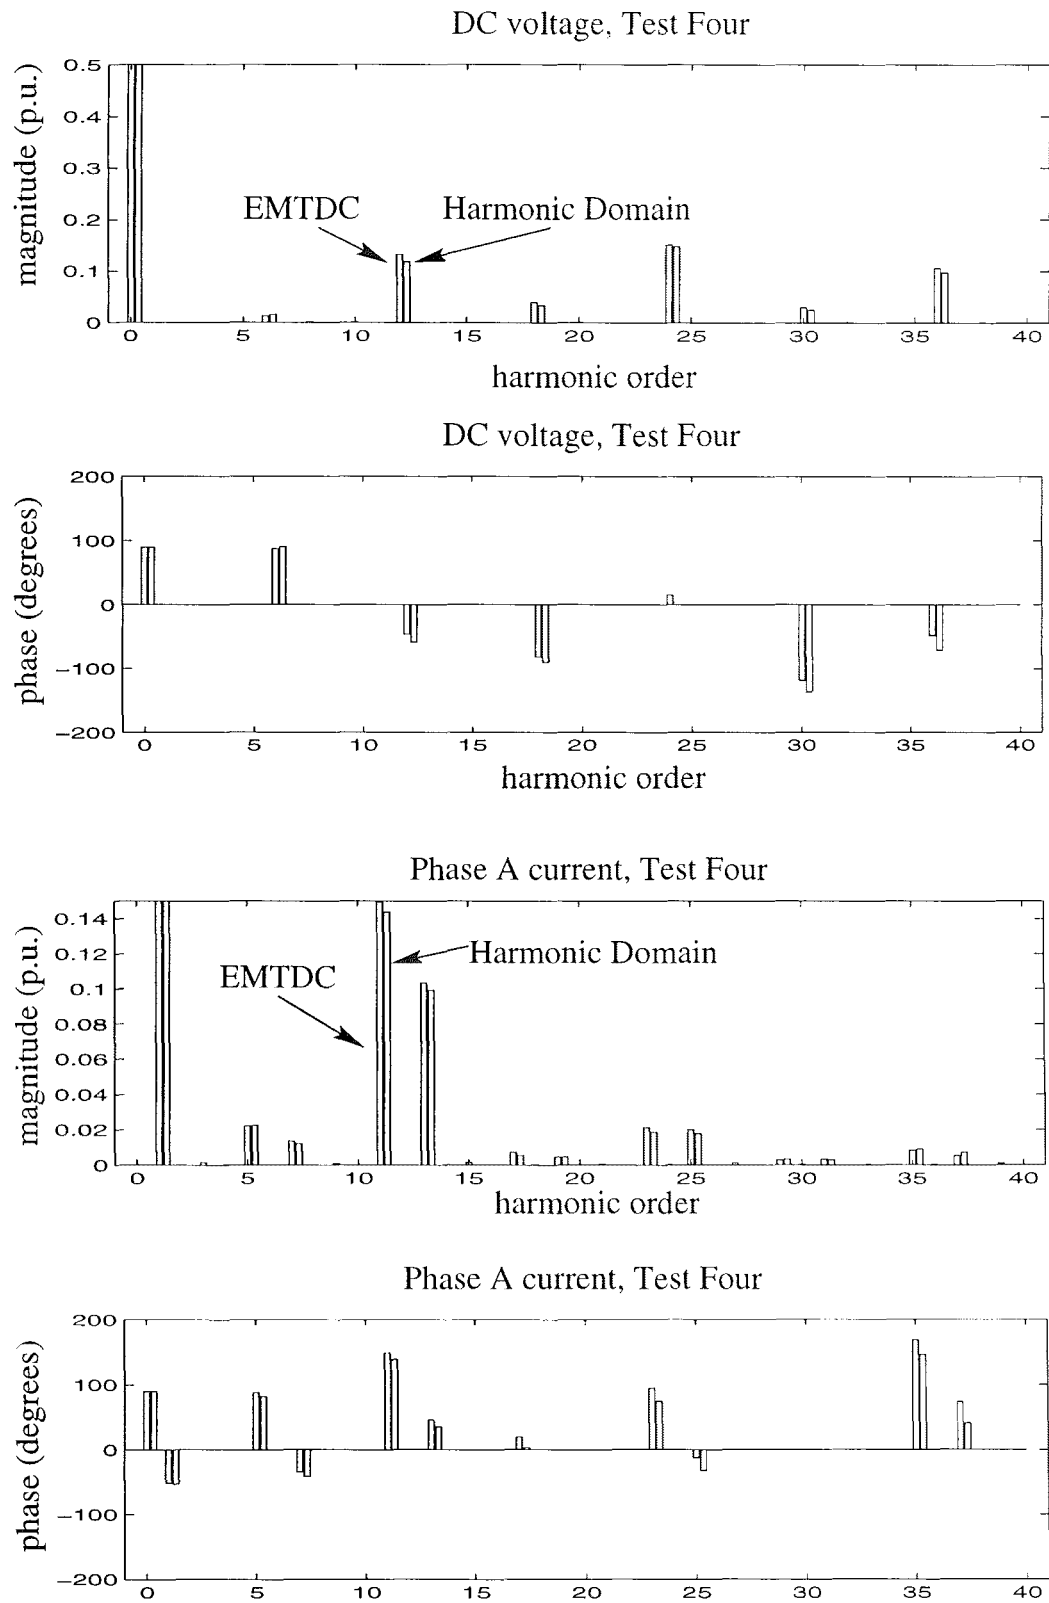 DC voltage, Test Four
magnitude (p.u.)
0.5
0.4
0.3
0.2
0.1
0
EMTDC
Harmonic Domain
0 5 10 15 20 25 30 35 40
harmonic order
DC voltage, Test Four
phase (degrees)
200
100
0
−100
−200
0 5 10 15 20 25 30 35 40
harmonic order
Phase A current, Test Four
magnitude (p.u.)
0.14
0.12
0.1
0.08
0.06
0.04
0.02
0
EMTDC
Harmonic Domain
0 5 10 15 20 25 30 35 40
harmonic order
Phase A current, Test Four
phase (degrees)
200
100
0
−100
−200
0 5 10 15 20 25 30 35 40